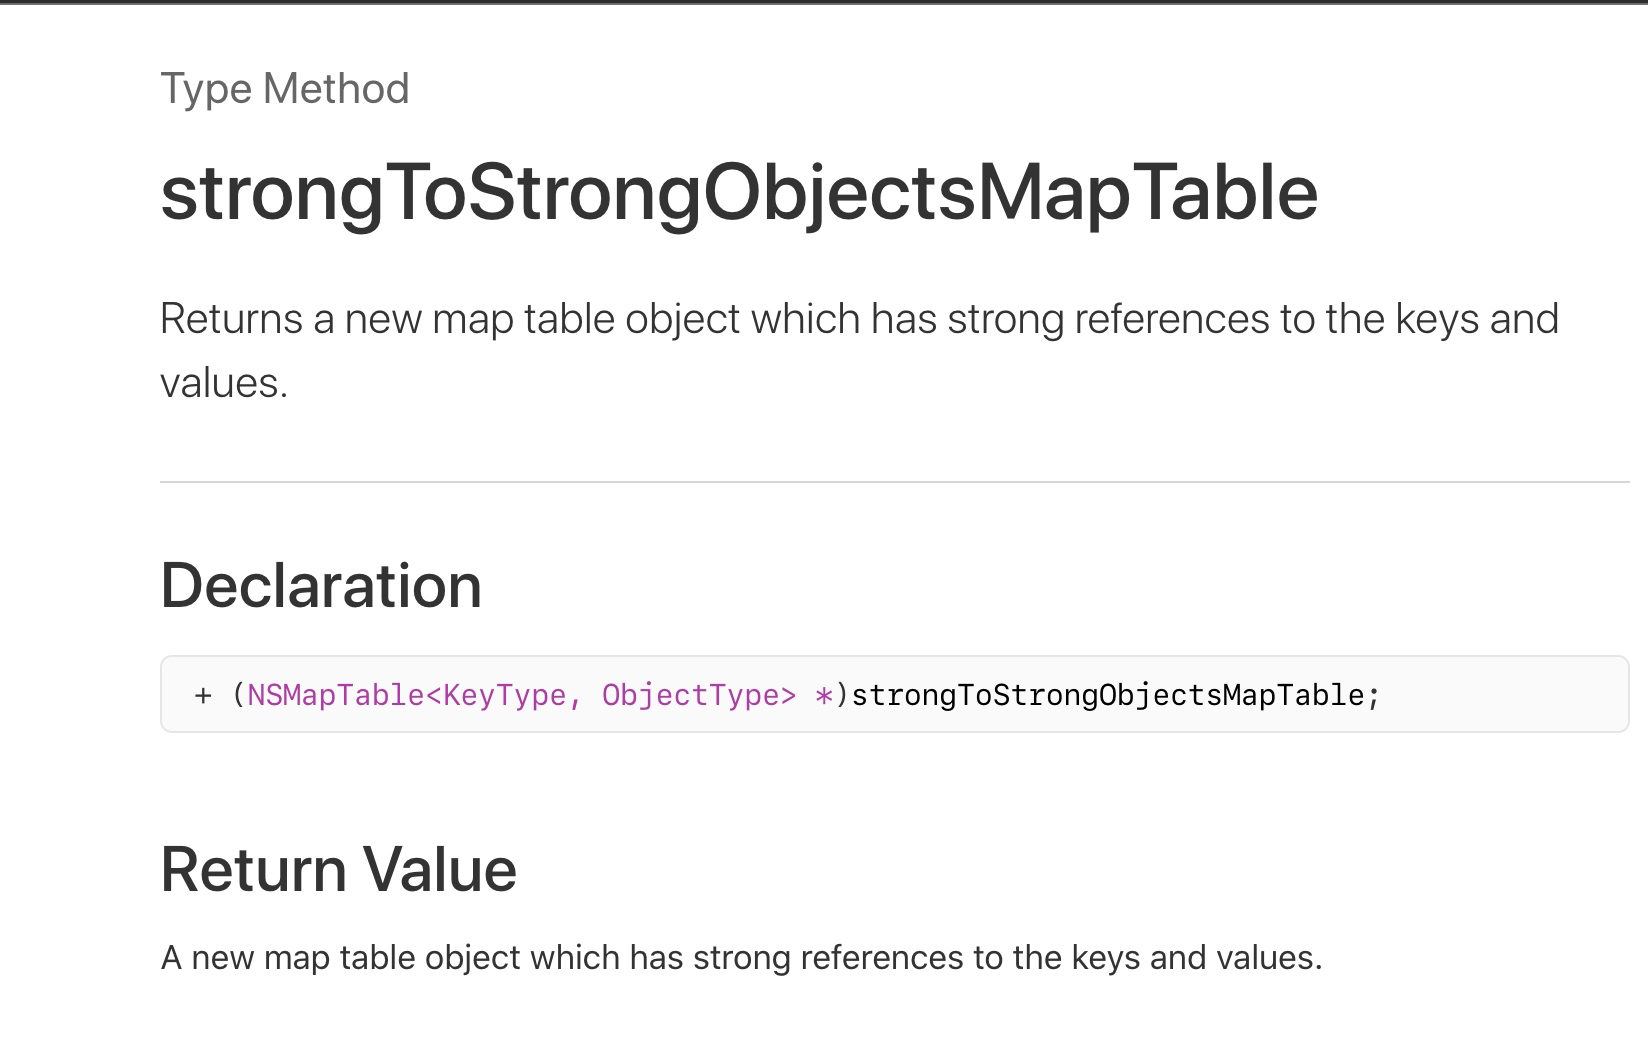 Type Method
strongToStrongObjectsMapTable
Returns a new map table object which has strong references to the keys and
values.
Declaration
+ (NSMapTable<KeyType, ObjectType> *)strongToStrongObjectsMapTable;
Return Value
A new map table object which has strong references to the keys and values.